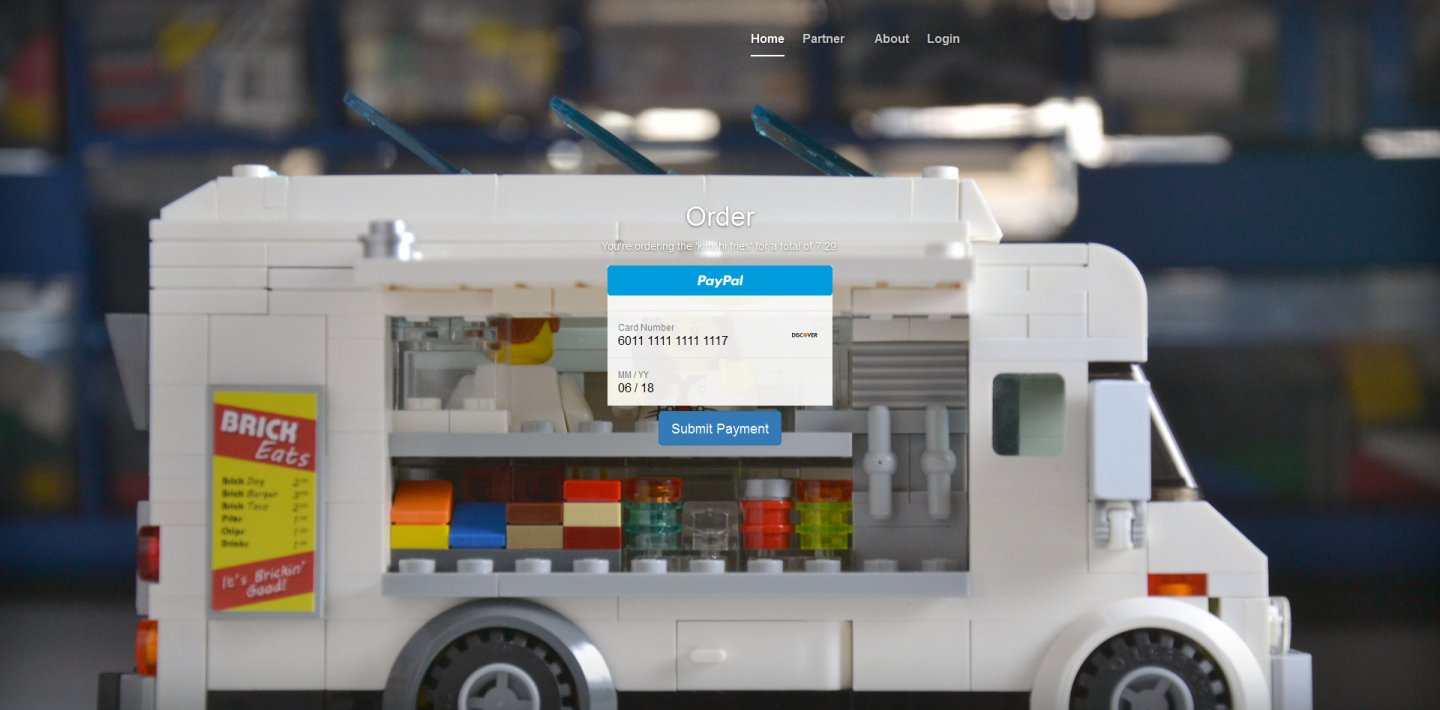 Home Partner About Login
Order
You're ordering the 'kimchi fries' for a total of 7.29.
PayPal
Card Number
6011 1111 1111 1117
DISCOVER
MM / YY
06 / 18
Submit Payment
BRICK
Eats
Brick Dog 2
Brick Burger 3
Brick Taco 2
Fries 1
Chips 1
Drinks 1
It's Brickin'
Good!